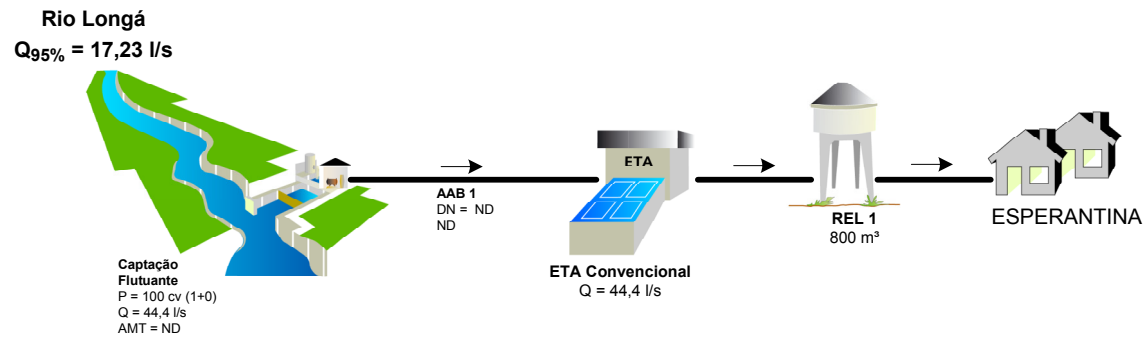 Rio Longá
Q95% = 17,23 l/s
Captação
Flutuante
P = 100 cv (1+0)
Q = 44,4 l/s
AMT = ND
AAB 1
DN = ND
ND
ETA
ETA Convencional
Q = 44,4 l/s
REL 1
800 m³
ESPERANTINA